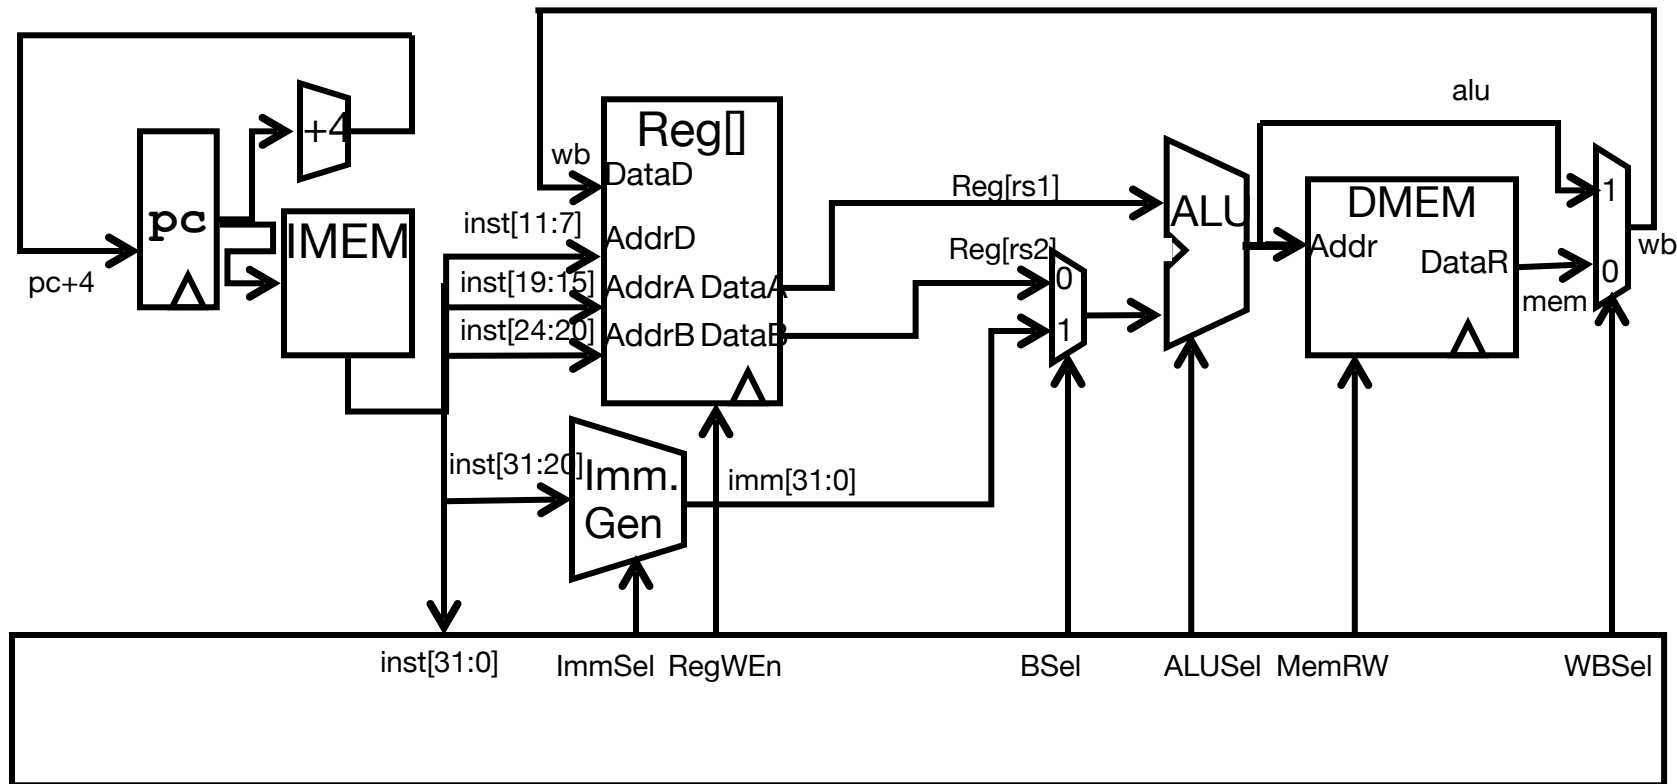 alu
+4
Reg[]
wb
DataD
pc
IMEM
inst[11:7]
AddrD
Reg[rs1]
ALU
DMEM
1
pc+4
inst[19:15]
AddrA
DataA
Reg[rs2]
0
Addr
DataR
wb
0
mem
inst[24:20]
AddrB
DataB
1
inst[31:20]
Imm.
Gen
imm[31:0]
inst[31:0]
ImmSel
RegWEn
BSel
ALUSel
MemRW
WBSel